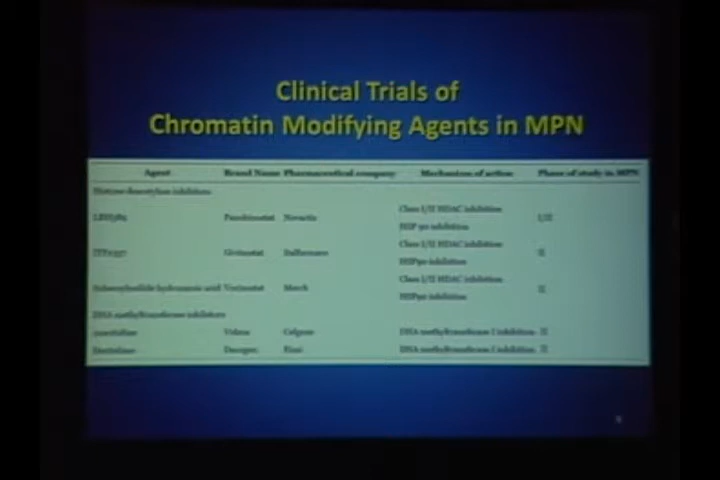 Clinical Trials of
Chromatin Modifying Agents in MPN
Agent Brand Name Pharmaceutical company Mechanism of action Phase of study in MPN
Histone deacetylase inhibitors
LBH589 Panobinostat Novartis Class I/II HDAC inhibition I/II
HSP 90 inhibition
Givinostat Italfarmaco Class I/II HDAC inhibition II
HSP90 inhibition
hydroxamic acid Vorinostat Merck Class I/II HDAC inhibition II
HSP90 inhibition
DNA methyltransferase inhibitors
Vidaza Celgene DNA methyltransferase I inhibition II
Decitabine Dacogen Eisai DNA methyltransferase I inhibition II